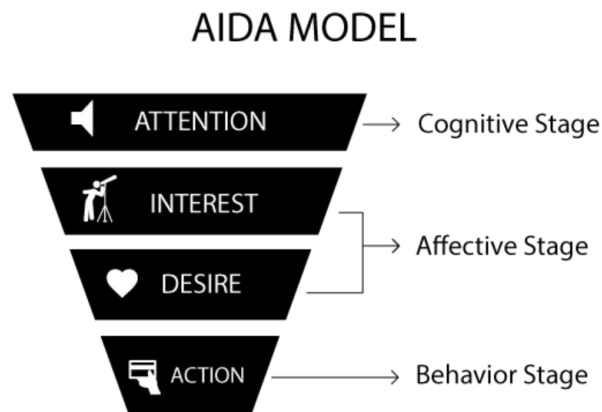 AIDA MODEL
ATTENTION
Cognitive Stage
INTEREST
Affective Stage
DESIRE
ACTION
Behavior Stage